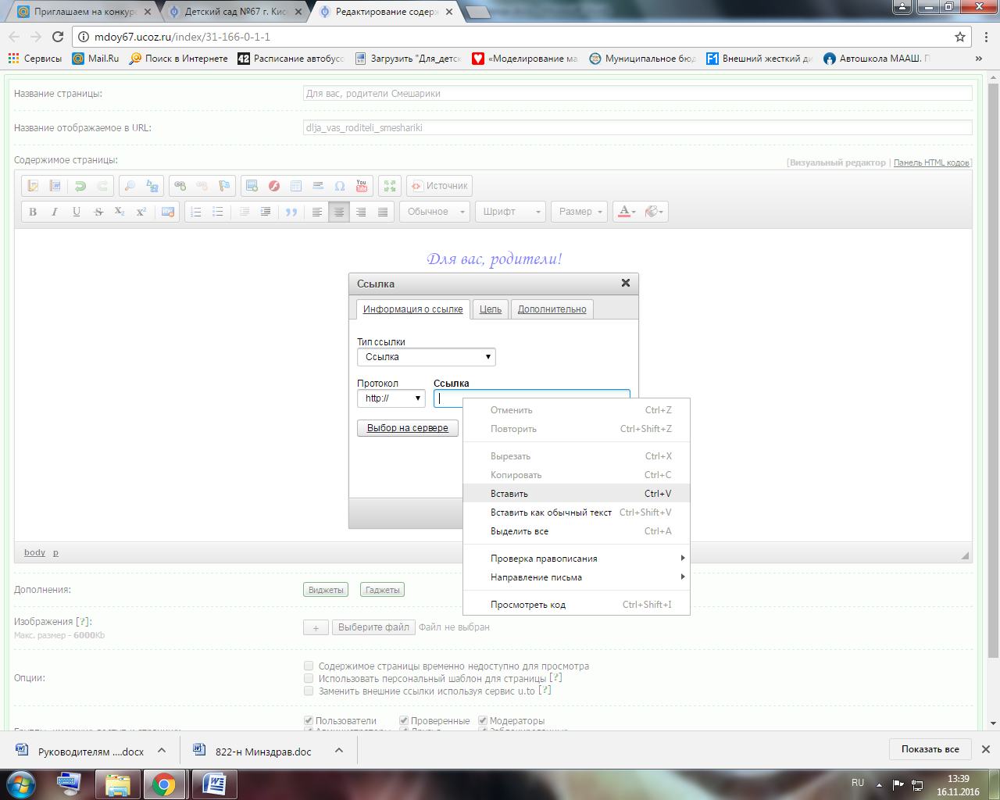 Приглашаем на конкурс
Детский сад №67 г. Кисе
Редактирование содерж
mdoy67.ucoz.ru/index/31-166-0-1-1
Сервисы
Mail.Ru
Поиск в Интернете
42 Расписание автобусо
Загрузить "Для_детск
«Моделирование ма
Муниципальное бюд
F1 Внешний жесткий ди
Автошкола МААШ. П
»
Название страницы:
Для вас, родители Смешарики
Название отображаемое в URL:
dlja_vas_roditeli_smeshariki
Содержимое страницы:
[Визуальный редактор | Панель HTML кодов]
You Tube
Источник
B I U S X₂ X² Обычное Шрифт Размер A
Для вас, родители!
Ссылка
Информация о ссылке Цель Дополнительно
Тип ссылки
Ссылка
Протокол Ссылка
http://
Выбор на сервере
Отменить Ctrl+Z
Повторить Ctrl+Shift+Z
Вырезать Ctrl+X
Копировать Ctrl+C
Вставить Ctrl+V
Вставить как обычный текст Ctrl+Shift+V
Выделить все Ctrl+A
Проверка правописания
Направление письма
Просмотреть код Ctrl+Shift+I
body p
Дополнения:
Виджеты Гаджеты
Изображения [?]:
Макс. размер - 6000Kb
+ Выберите файл Файл не выбран
Опции:
Содержимое страницы временно недоступно для просмотра
Использовать персональный шаблон для страницы [?]
Заменить внешние ссылки используя сервис u.to [?]
Пользователи Проверенные Модераторы
Руководителям ....docx
822-н Минздрав.doc
Показать все
RU
13:39
16.11.2016